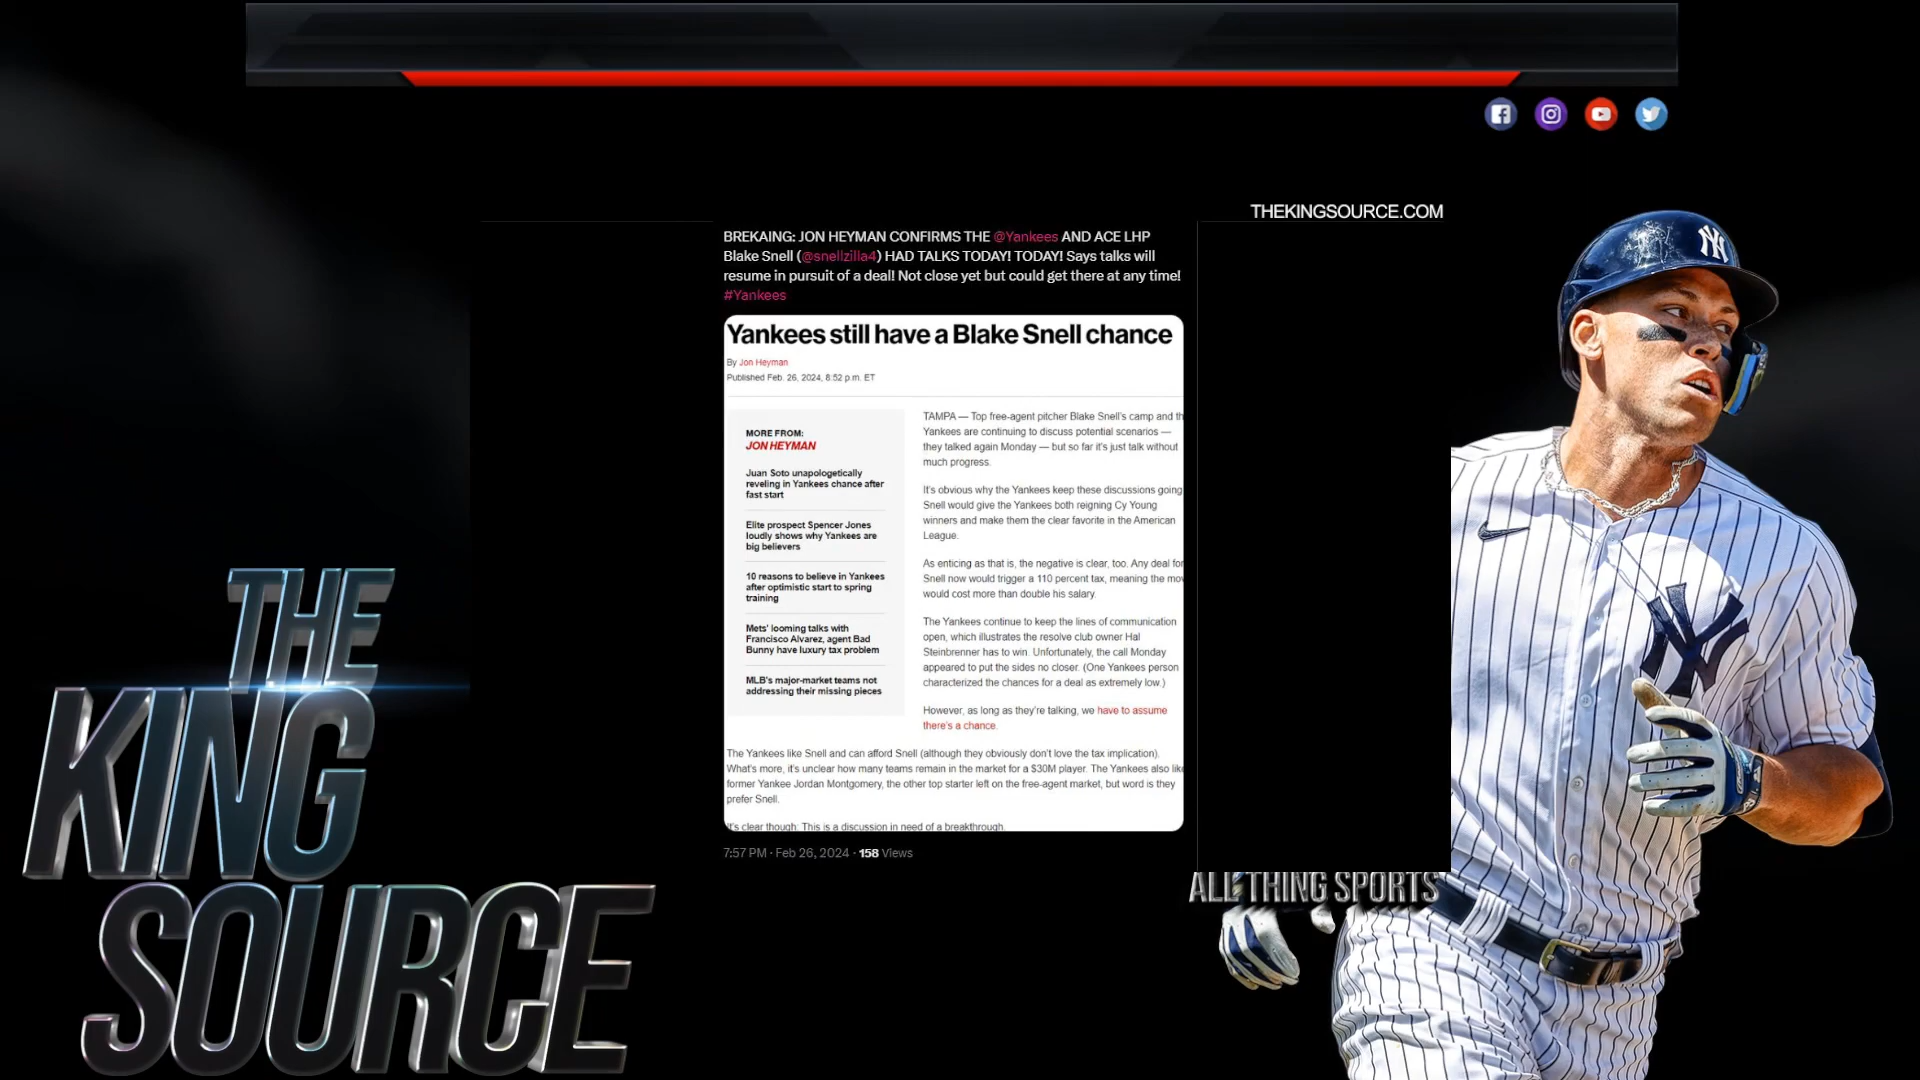 THEKINGSOURCE.COM
BREKAING: JON HEYMAN CONFIRMS THE @Yankees AND ACE LHP
Blake Snell (@snellzilla4) HAD TALKS TODAY! TODAY! Says talks will
resume in pursuit of a deal! Not close yet but could get there at any time!
#Yankees
Yankees still have a Blake Snell chance
By Jon Heyman
Published Feb. 26, 2024, 8:52 p.m. ET
MORE FROM:
JON HEYMAN
Juan Soto unapologetically
reveling in Yankees chance after
fast start
Elite prospect Spencer Jones
loudly shows why Yankees are
big believers
10 reasons to believe in Yankees
after optimistic start to spring
training
Mets' looming talks with
Francisco Alvarez, agent Bad
Bunny have luxury tax problem
MLB's major-market teams not
addressing their missing pieces
TAMPA — Top free-agent pitcher Blake Snell's camp and th
Yankees are continuing to discuss potential scenarios —
they talked again Monday — but so far it's just talk without
much progress.
It's obvious why the Yankees keep these discussions going
Snell would give the Yankees both reigning Cy Young
winners and make them the clear favorite in the American
League.
As enticing as that is, the negative is clear, too. Any deal for
Snell now would trigger a 110 percent tax, meaning the mov
would cost more than double his salary.
The Yankees continue to keep the lines of communication
open, which illustrates the resolve club owner Hal
Steinbrenner has to win. Unfortunately, the call Monday
appeared to put the sides no closer. (One Yankees person
characterized the chances for a deal as extremely low.)
However, as long as they're talking, we have to assume
there's a chance.
The Yankees like Snell and can afford Snell (although they obviously don't love the tax implication).
What's more, it's unclear how many teams remain in the market for a $30M player. The Yankees also lik
former Yankee Jordan Montgomery, the other top starter left on the free-agent market, but word is they
prefer Snell.
It's clear though: This is a discussion in need of a breakthrough.
7:57 PM · Feb 26, 2024 · 158 Views
THE
KING
SOURCE
ALL THING SPORTS
NY
NY